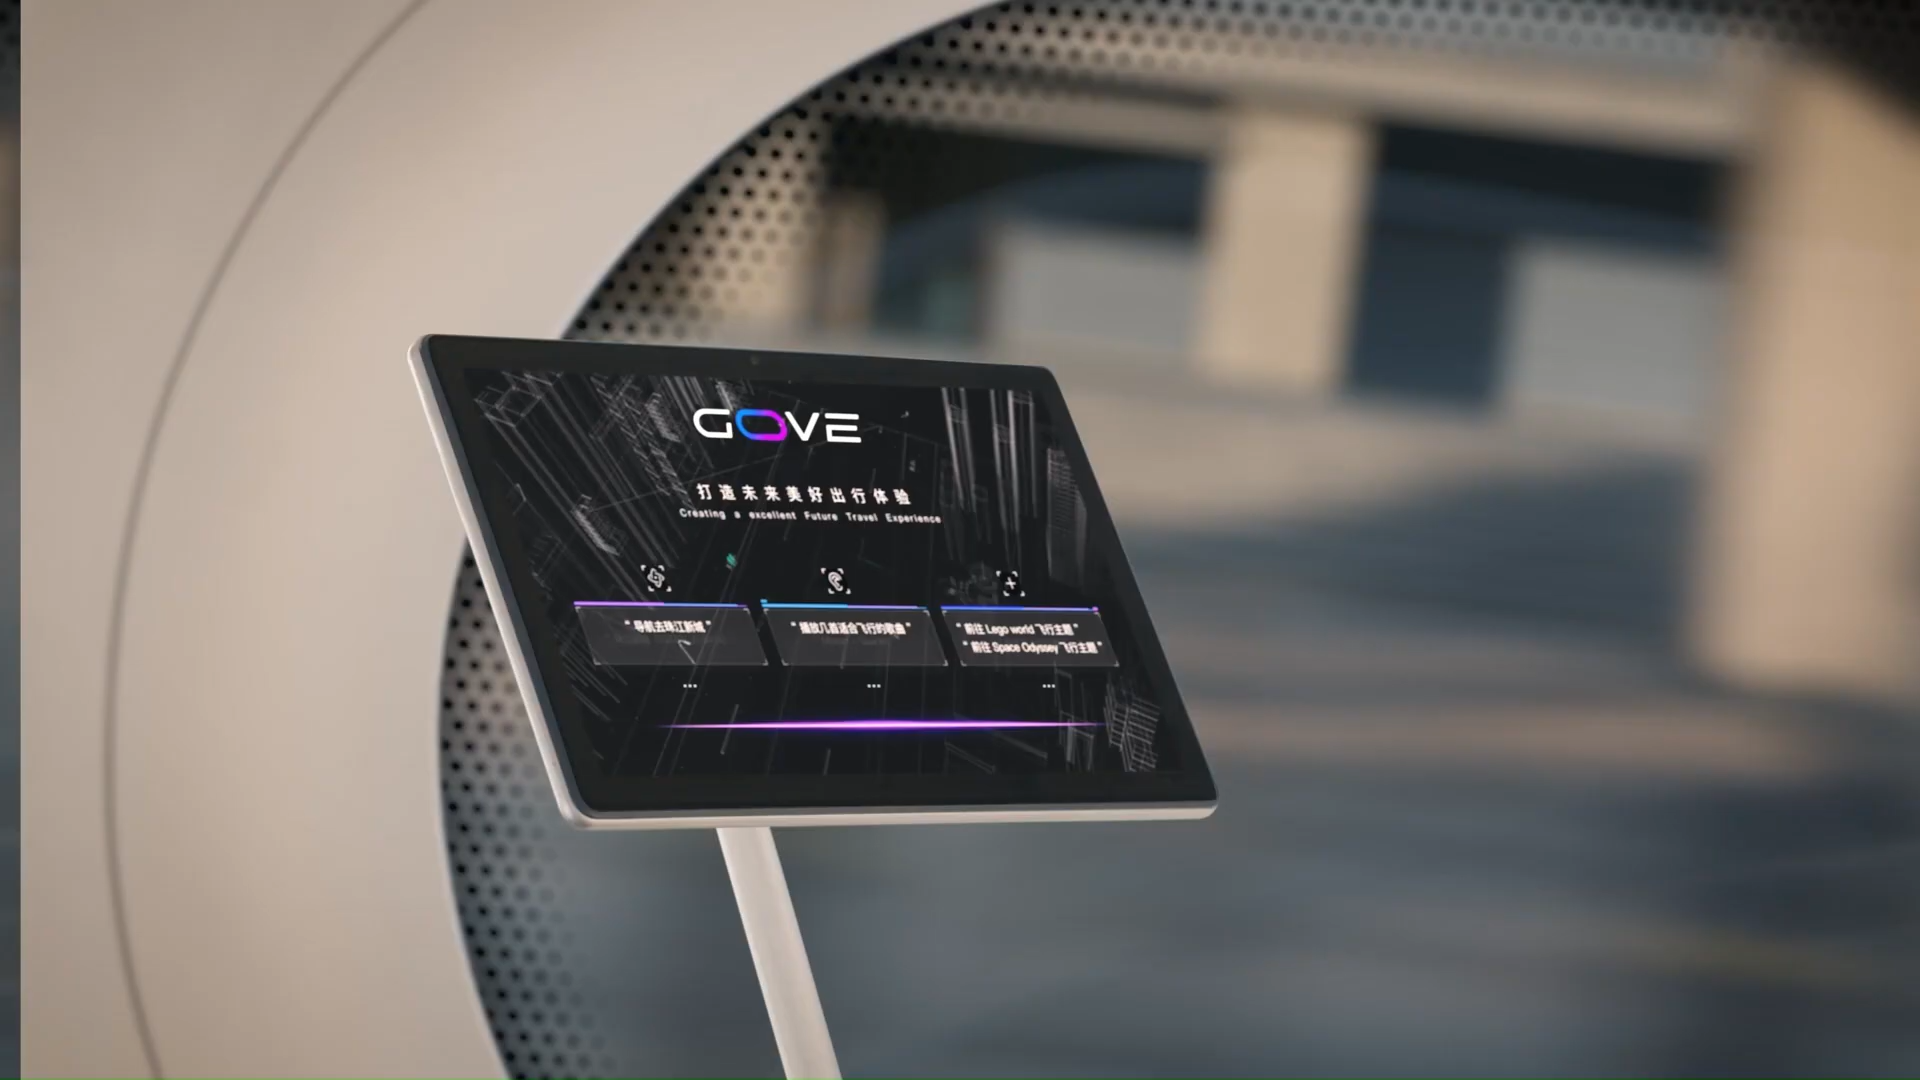 GOVE
打造未来美好出行体验
Creating a excellent Future Travel Experience
“导航去珠江新城”
“播放几首适合飞行的歌曲”
“前往 Lego world 飞行主题”
“前往 Space Odyssey 飞行主题”
...
...
...